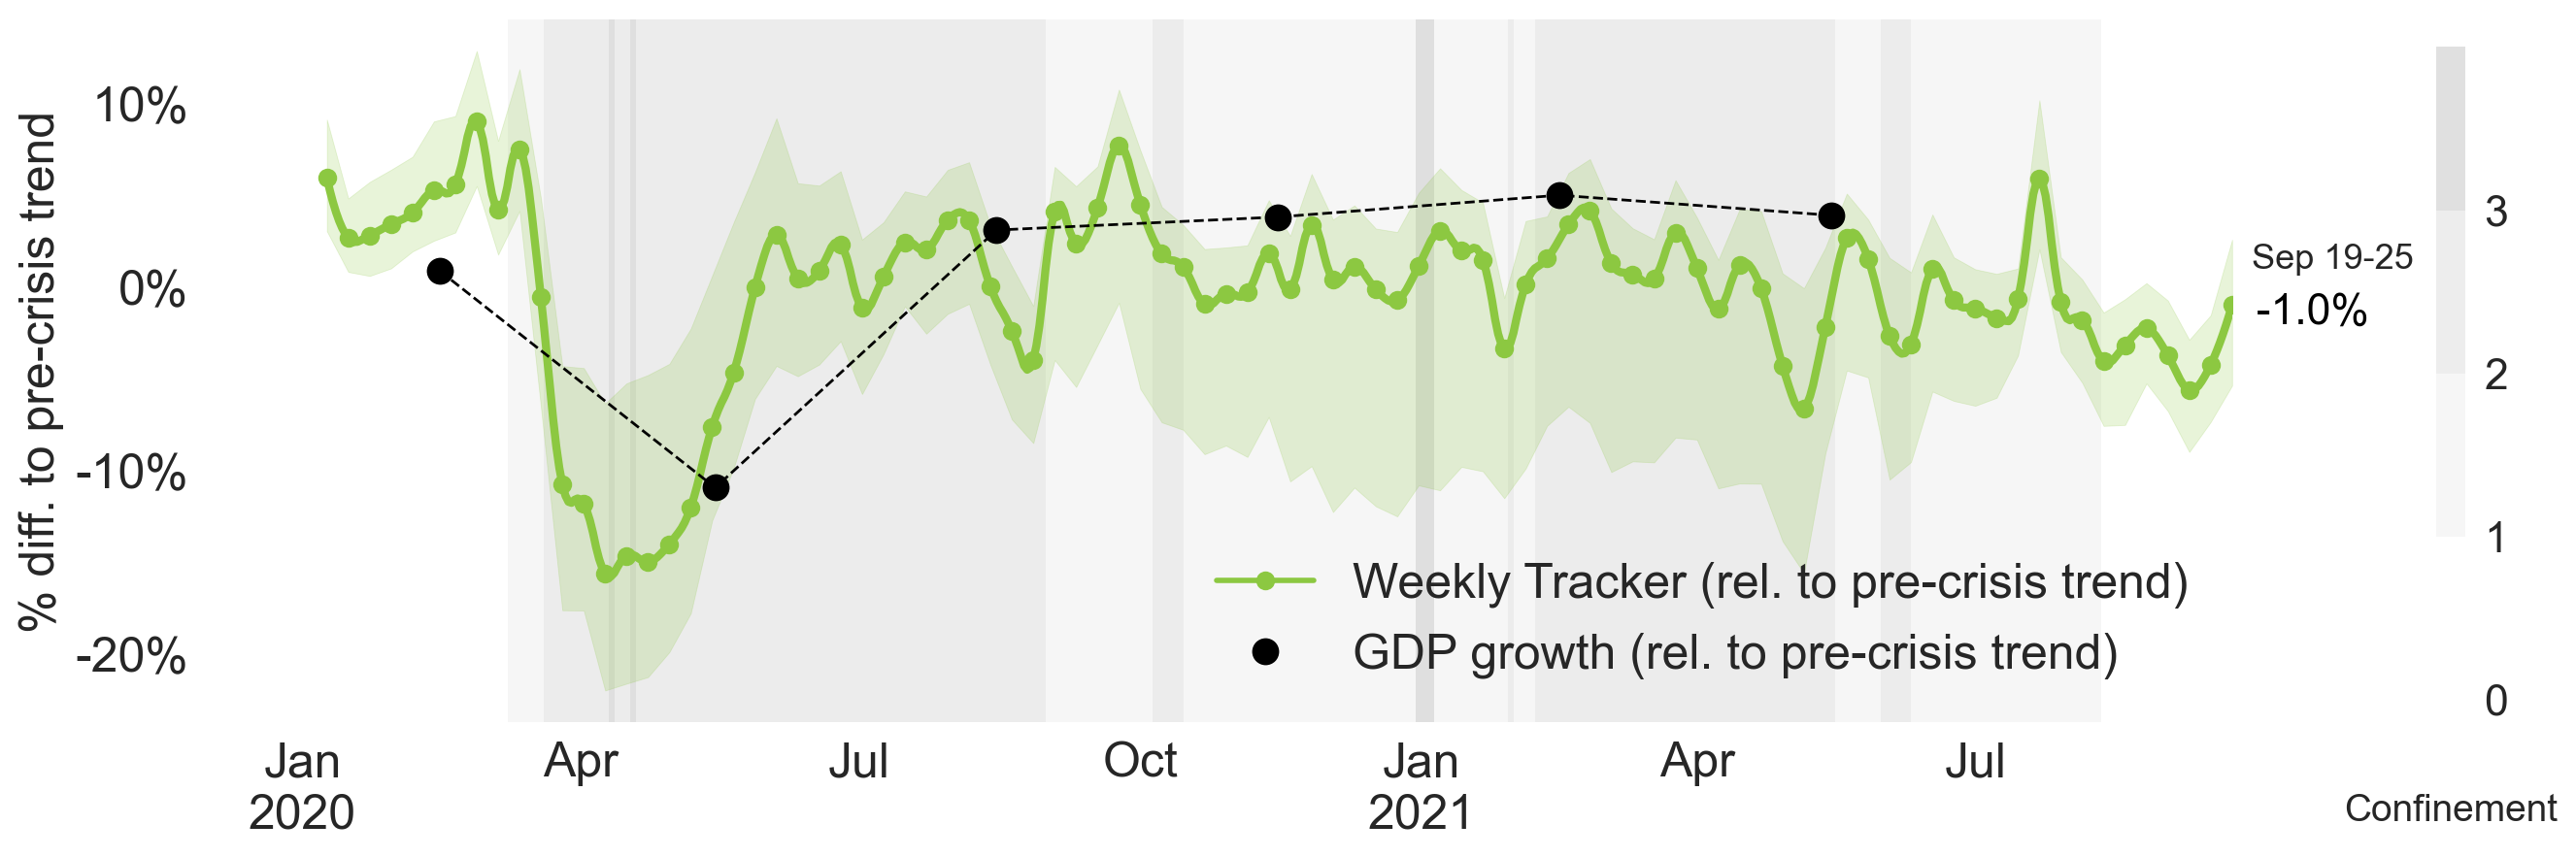 % diff. to pre-crisis trend
10%
0%
-10%
-20%
Jan
2020
Apr
Jul
Oct
Jan
2021
Apr
Jul
Weekly Tracker (rel. to pre-crisis trend)
GDP growth (rel. to pre-crisis trend)
Sep 19-25
-1.0%
3
2
1
0
Confinement